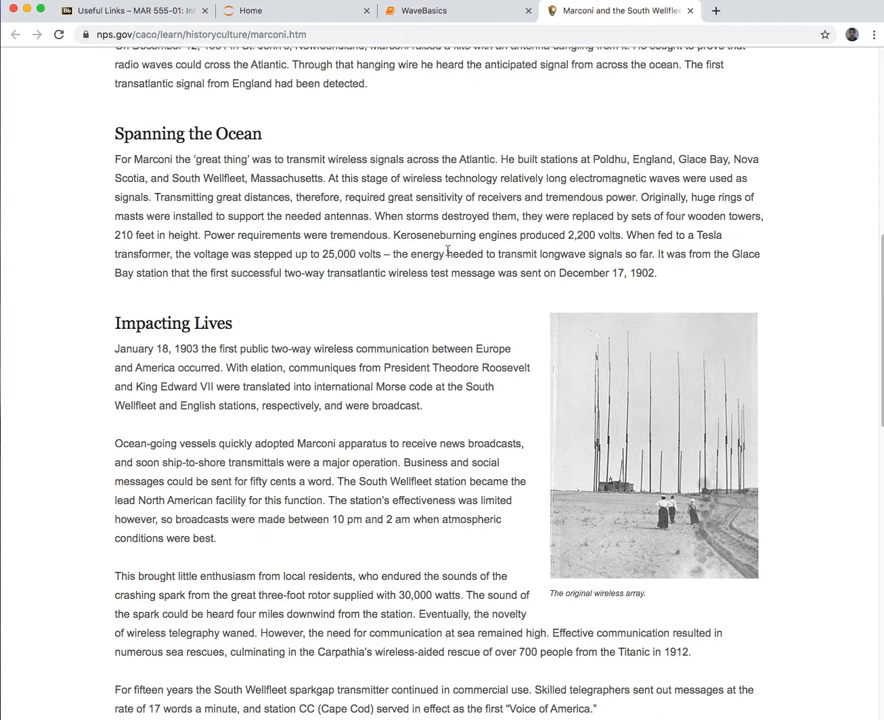 Useful Links – MAR 555-01: Int
Home
WaveBasics
Marconi and the South Wellflee
nps.gov/caco/learn/historyculture/marconi.htm
radio waves could cross the Atlantic. Through that hanging wire he heard the anticipated signal from across the ocean. The first
transatlantic signal from England had been detected.
Spanning the Ocean
For Marconi the 'great thing' was to transmit wireless signals across the Atlantic. He built stations at Poldhu, England, Glace Bay, Nova
Scotia, and South Wellfleet, Massachusetts. At this stage of wireless technology relatively long electromagnetic waves were used as
signals. Transmitting great distances, therefore, required great sensitivity of receivers and tremendous power. Originally, huge rings of
masts were installed to support the needed antennas. When storms destroyed them, they were replaced by sets of four wooden towers,
210 feet in height. Power requirements were tremendous. Keroseneburning engines produced 2,200 volts. When fed to a Tesla
transformer, the voltage was stepped up to 25,000 volts – the energy needed to transmit longwave signals so far. It was from the Glace
Bay station that the first successful two-way transatlantic wireless test message was sent on December 17, 1902.
Impacting Lives
January 18, 1903 the first public two-way wireless communication between Europe
and America occurred. With elation, communiques from President Theodore Roosevelt
and King Edward VII were translated into international Morse code at the South
Wellfleet and English stations, respectively, and were broadcast.
Ocean-going vessels quickly adopted Marconi apparatus to receive news broadcasts,
and soon ship-to-shore transmittals were a major operation. Business and social
messages could be sent for fifty cents a word. The South Wellfleet station became the
lead North American facility for this function. The station's effectiveness was limited
however, so broadcasts were made between 10 pm and 2 am when atmospheric
conditions were best.
The original wireless array.
This brought little enthusiasm from local residents, who endured the sounds of the
crashing spark from the great three-foot rotor supplied with 30,000 watts. The sound of
the spark could be heard four miles downwind from the station. Eventually, the novelty
of wireless telegraphy waned. However, the need for communication at sea remained high. Effective communication resulted in
numerous sea rescues, culminating in the Carpathia's wireless-aided rescue of over 700 people from the Titanic in 1912.
For fifteen years the South Wellfleet sparkgap transmitter continued in commercial use. Skilled telegraphers sent out messages at the
rate of 17 words a minute, and station CC (Cape Cod) served in effect as the first "Voice of America."